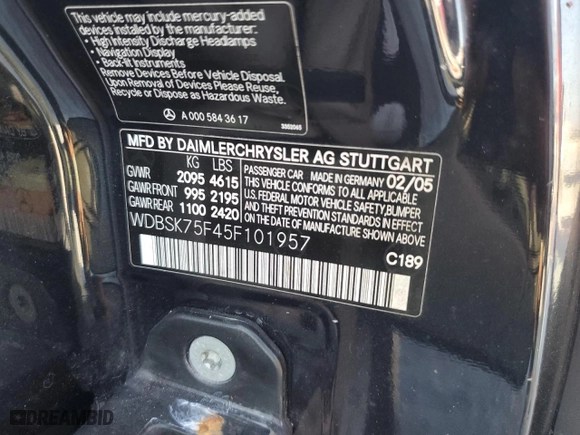 This vehicle may include mercury-added
devices installed by the manufacturer:
• High Intensity Discharge Headlamps
• Navigation Display
• Back-lit Instruments
Remove Devices Before Vehicle Disposal.
Upon Removal of Devices Please Reuse,
Recycle or Dispose as Hazardous Waste.
A 000 584 36 17
MFD BY DAIMLERCHRYSLER AG STUTTGART
KG LBS
PASSENGER CAR MADE IN GERMANY 02/05
GVWR 2095 4615
GAWR FRONT 995 2195
GAWR REAR 1100 2420
THIS VEHICLE CONFORMS TO ALL APPLICABLE
U.S. FEDERAL MOTOR VEHICLE SAFETY, BUMPER
AND THEFT PREVENTION STANDARDS IN EFFECT
ON THE DATE OF MANUFACTURE SHOWN ABOVE.
WDBSK75F45F101957
C189
DREAMBID